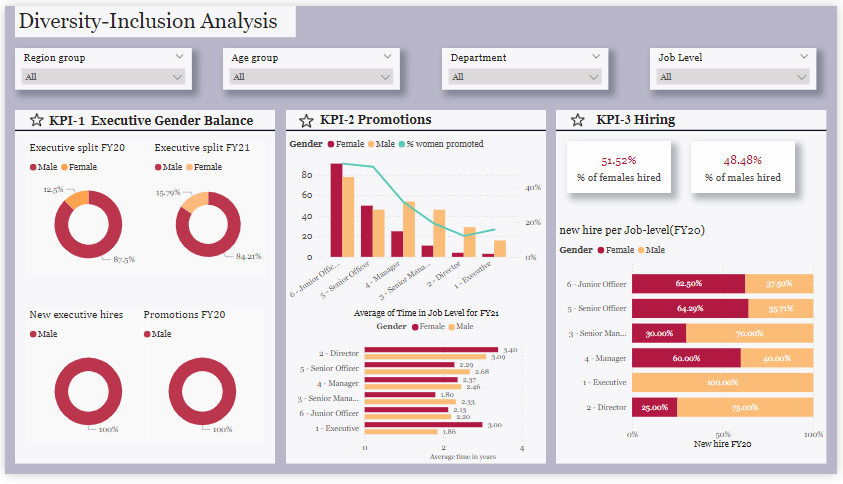 Diversity-Inclusion Analysis
Region group
All
Age group
All
Department
All
Job Level
All
KPI-1 Executive Gender Balance
Executive split FY20
Male Female
12.5%
87.5%
Executive split FY21
Male Female
15.79%
84.21%
New executive hires
Male
100%
Promotions FY20
Male
100%
KPI-2 Promotions
Gender Female Male % women promoted
80
60
40
20
0
40%
20%
0%
6 - Junior Offic...
5 - Senior Officer
4 - Manager
3 - Senior Mana...
2 - Director
1 - Executive
Average of Time in Job Level for FY21
Gender Female Male
2 - Director 3.40
3.09
5 - Senior Officer 2.29
2.68
4 - Manager 2.37
2.46
3 - Senior Mana... 1.80
2.33
6 - Junior Officer 2.13
2.20
1 - Executive 3.00
1.86
0 2 4
Average time in years
KPI-3 Hiring
51.52%
% of females hired
48.48%
% of males hired
new hire per Job-level(FY20)
Gender Female Male
6 - Junior Officer 62.50% 37.50%
5 - Senior Officer 64.29% 35.71%
3 - Senior Man... 30.00% 70.00%
4 - Manager 60.00% 40.00%
1 - Executive 100.00%
2 - Director 25.00% 75.00%
0% 50% 100%
New hire FY20